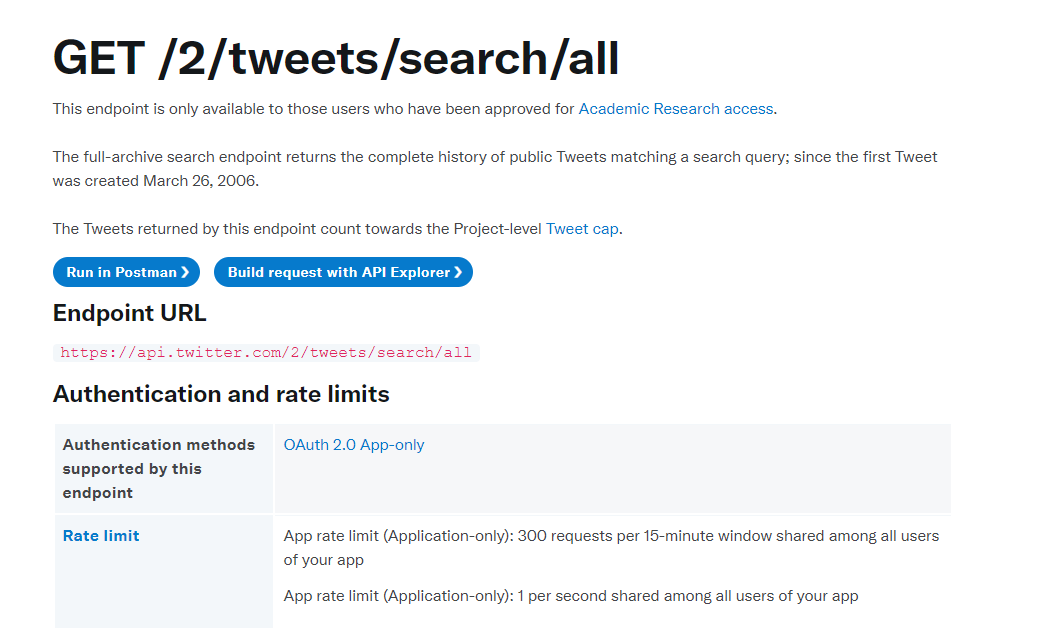 GET /2/tweets/search/all
This endpoint is only available to those users who have been approved for Academic Research access.
The full-archive search endpoint returns the complete history of public Tweets matching a search query; since the first Tweet
was created March 26, 2006.
The Tweets returned by this endpoint count towards the Project-level Tweet cap.
Run in Postman ❯ Build request with API Explorer ❯
Endpoint URL
https://api.twitter.com/2/tweets/search/all
Authentication and rate limits
Authentication methods
supported by this
endpoint
OAuth 2.0 App-only
Rate limit
App rate limit (Application-only): 300 requests per 15-minute window shared among all users
of your app
App rate limit (Application-only): 1 per second shared among all users of your app